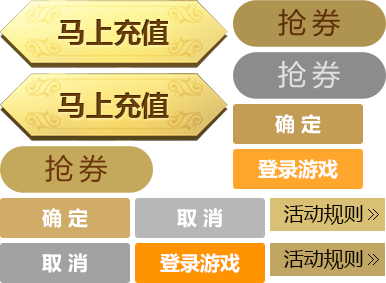 马上充值
抢券
抢券
马上充值
确 定
抢券
登录游戏
确 定
取 消
活动规则 》
取 消
登录游戏
活动规则 》